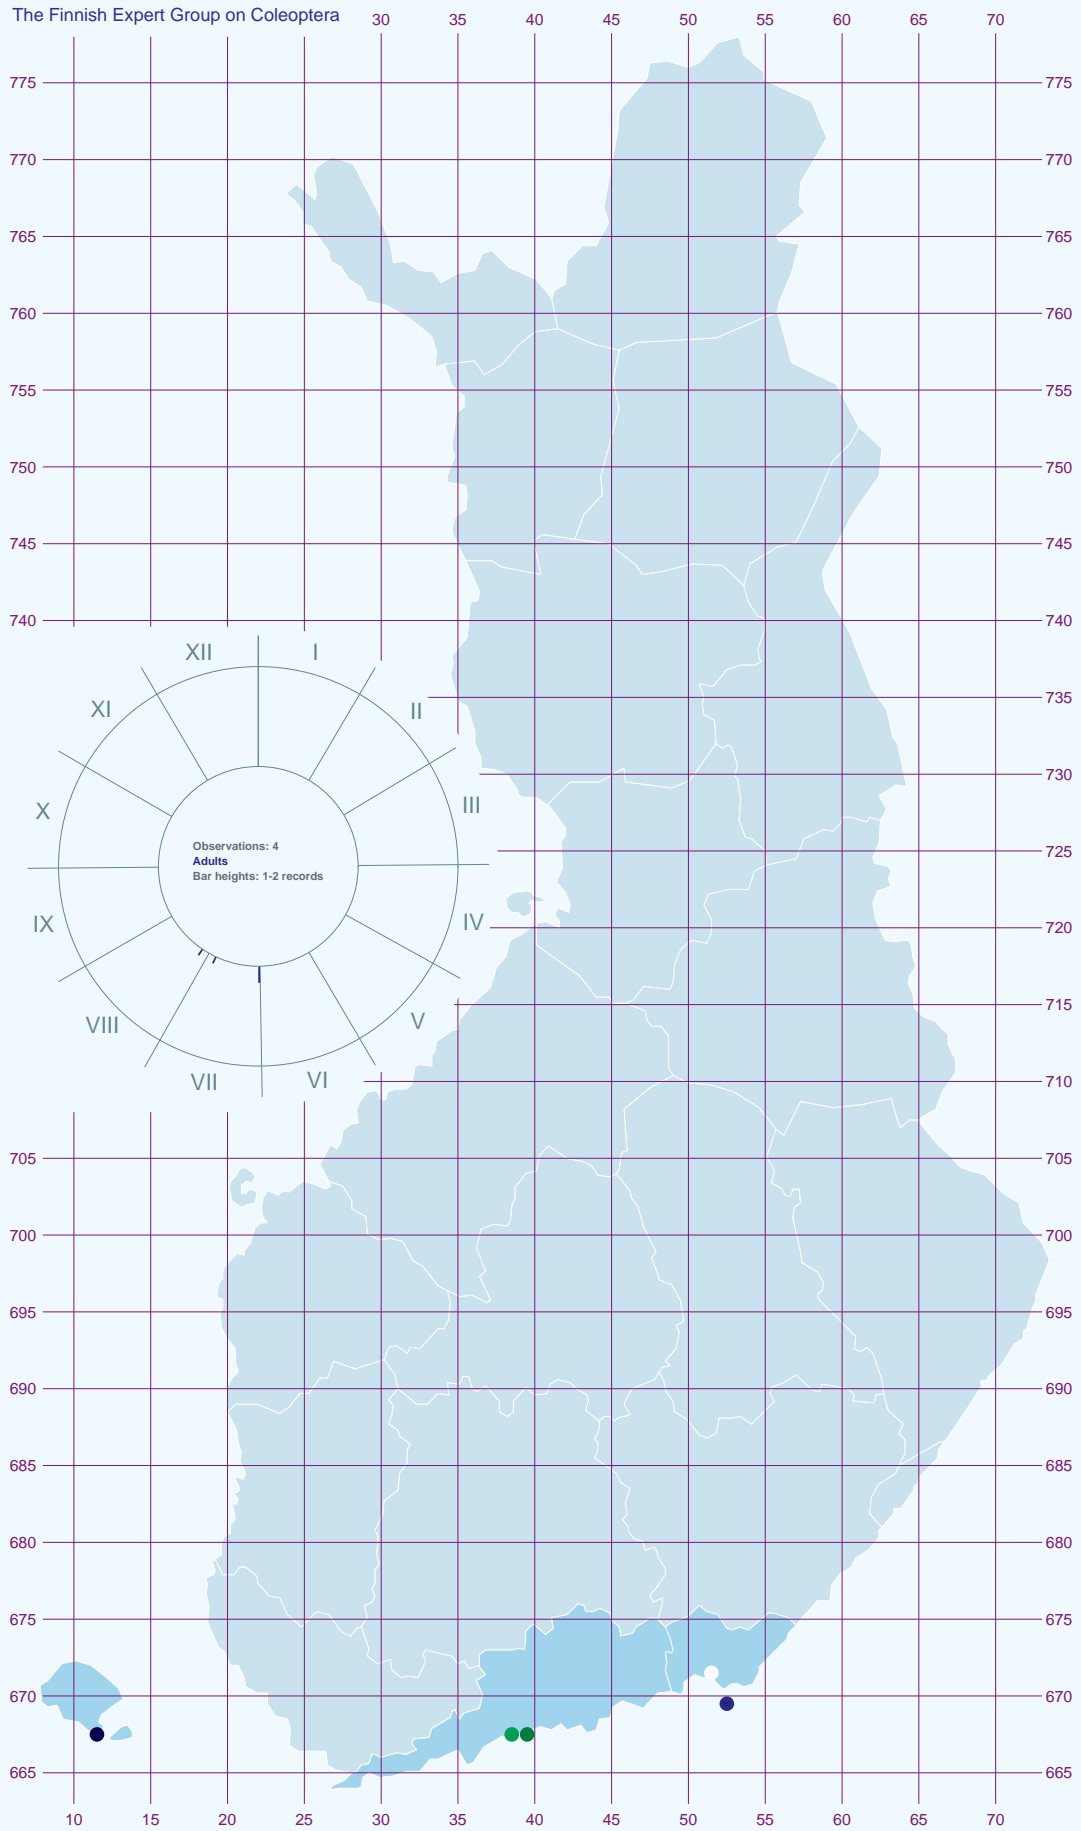 The Finnish Expert Group on Coleoptera 30 35 40 45 50 55 60 65 70
775 775
770 770
765 765
760 760
755 755
750 750
745 745
740 740
XII I
XI II
735
730
X III
Observations: 4
Adults
Bar heights: 1-2 records
725
IX IV
720
715
VIII V
VII VI
710
705 705
700 700
695 695
690 690
685 685
680 680
675 675
670 670
665 665
10 15 20 25 30 35 40 45 50 55 60 65 70